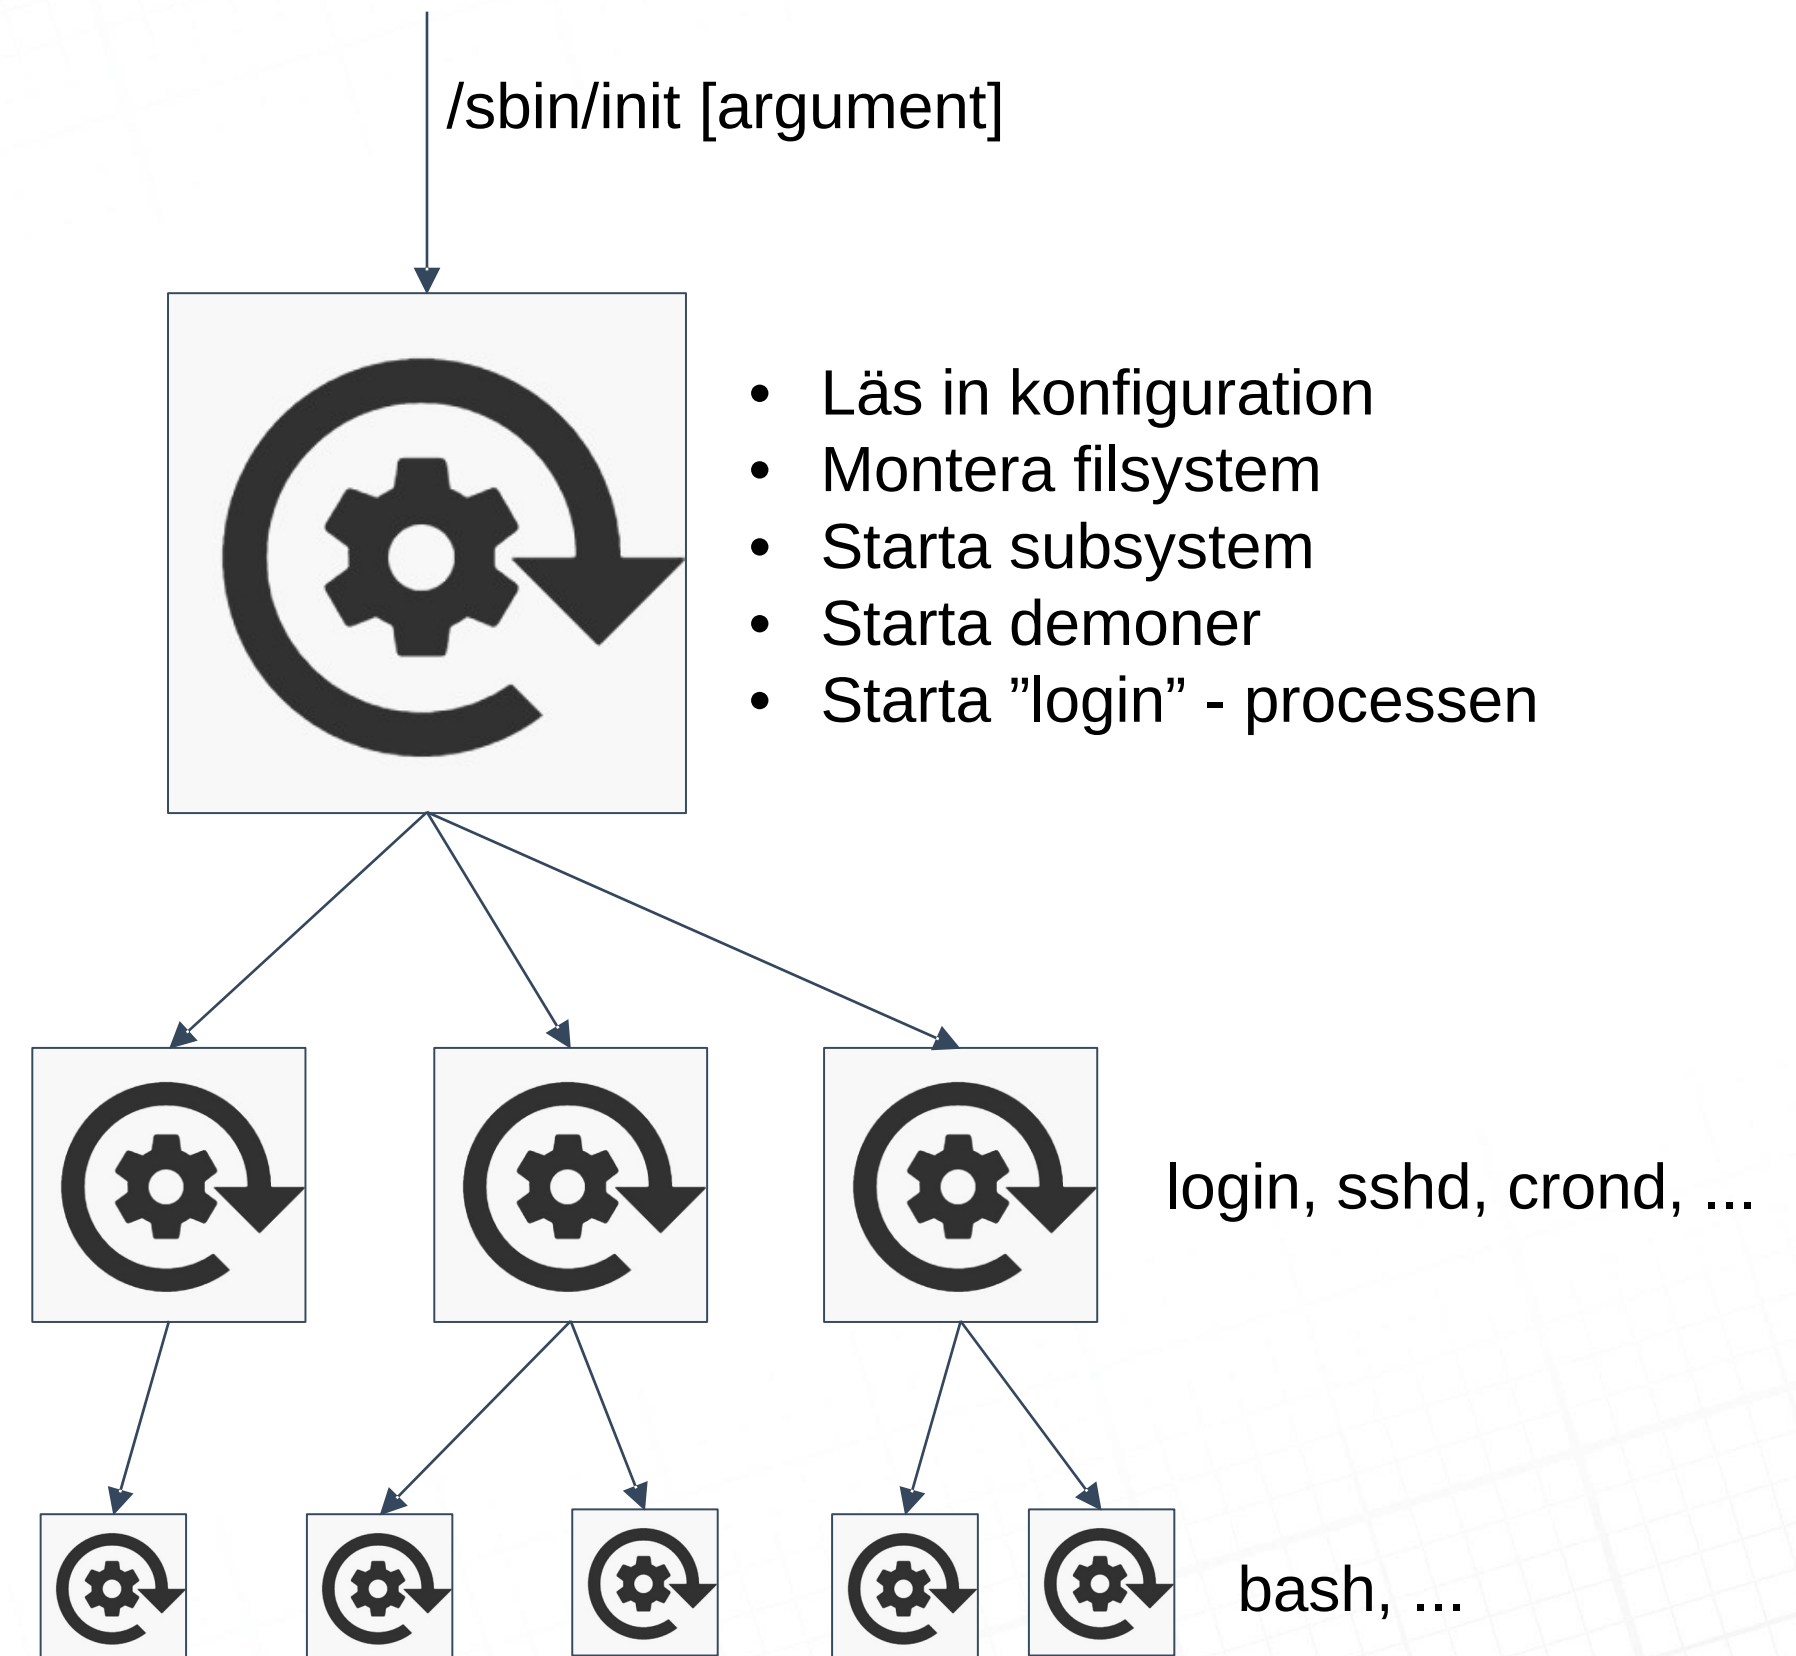 /sbin/init [argument]
• Läs in konfiguration
• Montera filsystem
• Starta subsystem
• Starta demoner
• Starta ”login” - processen
login, sshd, crond, ...
bash, ...